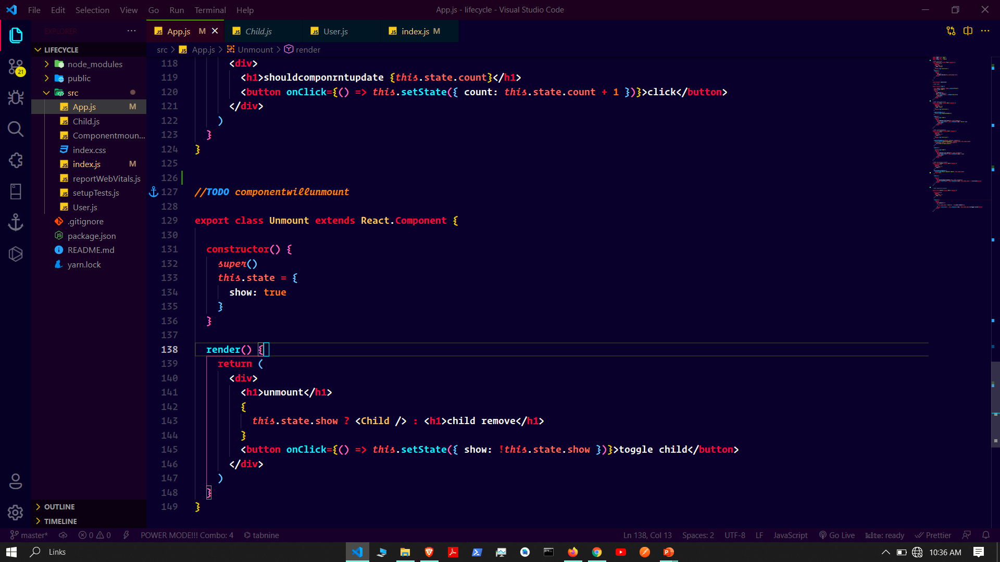 File Edit Selection View Go Run Terminal Help
App.js - lifecycle - Visual Studio Code
EXPLORER
App.js M
Child.js
User.js
index.js M
LIFECYCLE
src > App.js > Unmount > render
node_modules
public
src
App.js M
Child.js
Componentmoun...
index.css
index.js M
reportWebVitals.js
setupTests.js
User.js
.gitignore
package.json
README.md
yarn.lock
OUTLINE
TIMELINE
21
118 <div>
119 <h1>shouldcomponrntupdate {this.state.count}</h1>
120 <button onClick={() => this.setState({ count: this.state.count + 1 })}>click</button>
121 </div>
122 )
123 }
124 }
125
126
127 //TODO componentwillunmount
128
129 export class Unmount extends React.Component {
130
131 constructor() {
132 super()
133 this.state = {
134 show: true
135 }
136 }
137
138 render() {
139 return (
140 <div>
141 <h1>unmount</h1>
142 {
143 this.state.show ? <Child /> : <h1>child remove</h1>
144 }
145 <button onClick={() => this.setState({ show: !this.state.show })}>toggle child</button>
146 </div>
147 )
148 }
149 }
master* 0 0 POWER MODE!!! Combo: 4 tabnine
Ln 138, Col 13 Spaces: 2 UTF-8 LF JavaScript Go Live kite: ready Prettier
Links
10:36 AM